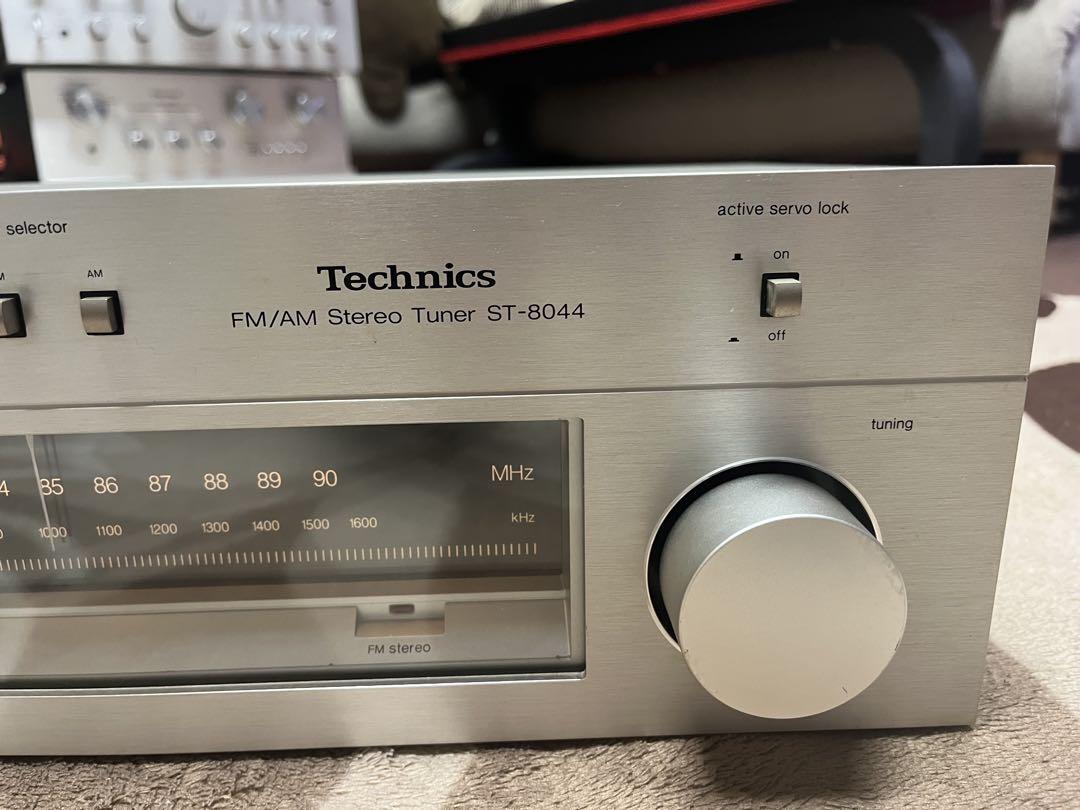 selector
active servo lock
AM
on
Technics
FM/AM Stereo Tuner ST-8044
off
tuning
85 86 87 88 89 90 MHz
1000 1100 1200 1300 1400 1500 1600 kHz
FM stereo